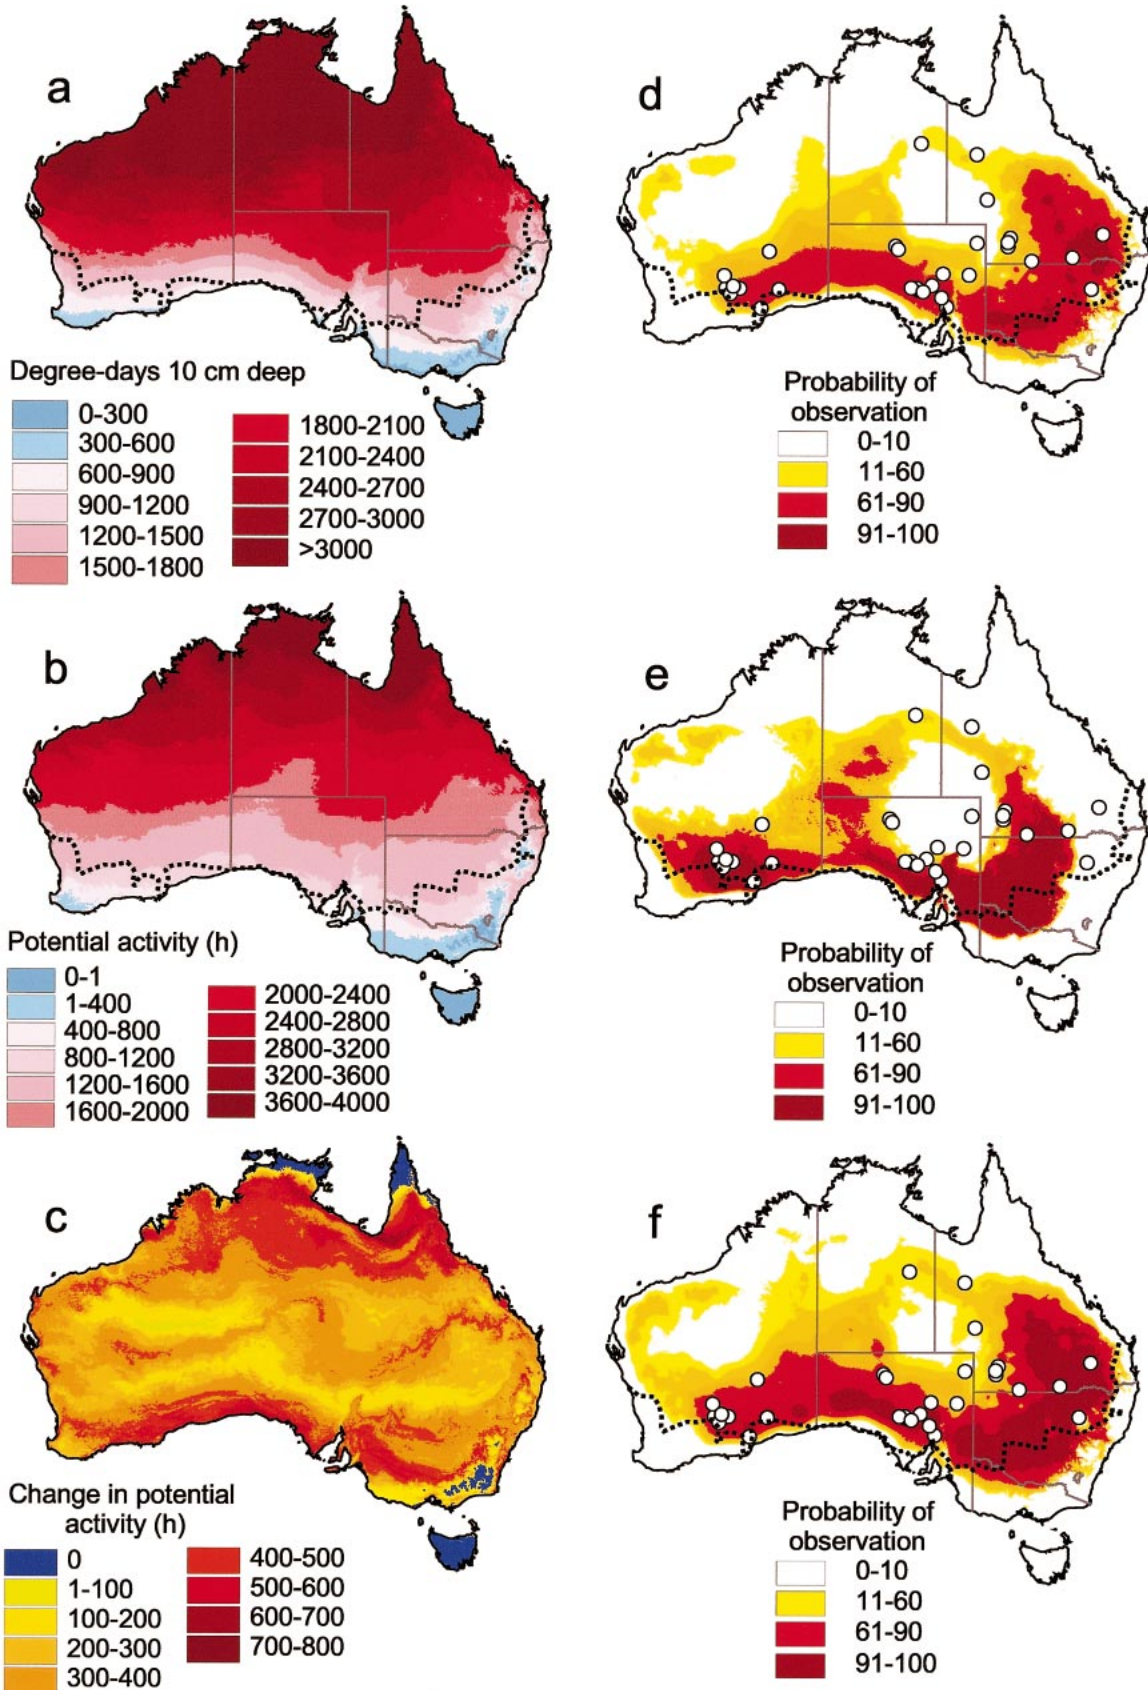 a
Degree-days 10 cm deep
0-300
300-600
600-900
900-1200
1200-1500
1500-1800
1800-2100
2100-2400
2400-2700
2700-3000
>3000
b
Potential activity (h)
0-1
1-400
400-800
800-1200
1200-1600
1600-2000
2000-2400
2400-2800
2800-3200
3200-3600
3600-4000
c
Change in potential
activity (h)
0
1-100
100-200
200-300
300-400
400-500
500-600
600-700
700-800
d
Probability of
observation
0-10
11-60
61-90
91-100
e
Probability of
observation
0-10
11-60
61-90
91-100
f
Probability of
observation
0-10
11-60
61-90
91-100